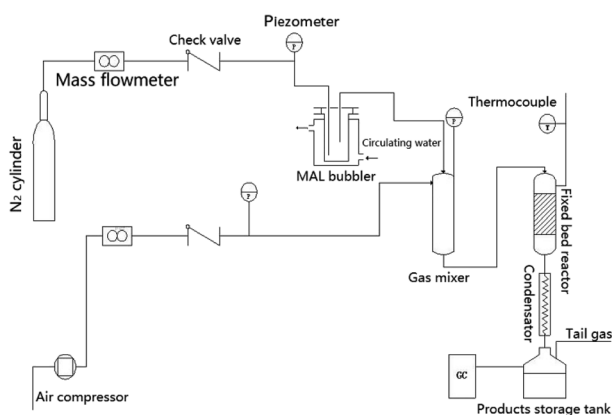 Piezometer
Check valve
P
Mass flowmeter
Thermocouple
P
T
Circulating water
N2 cylinder
MAL bubbler
P
Fixed bed reactor
Gas mixer
Condensator
Tail gas
GC
Air compressor
Products storage tank